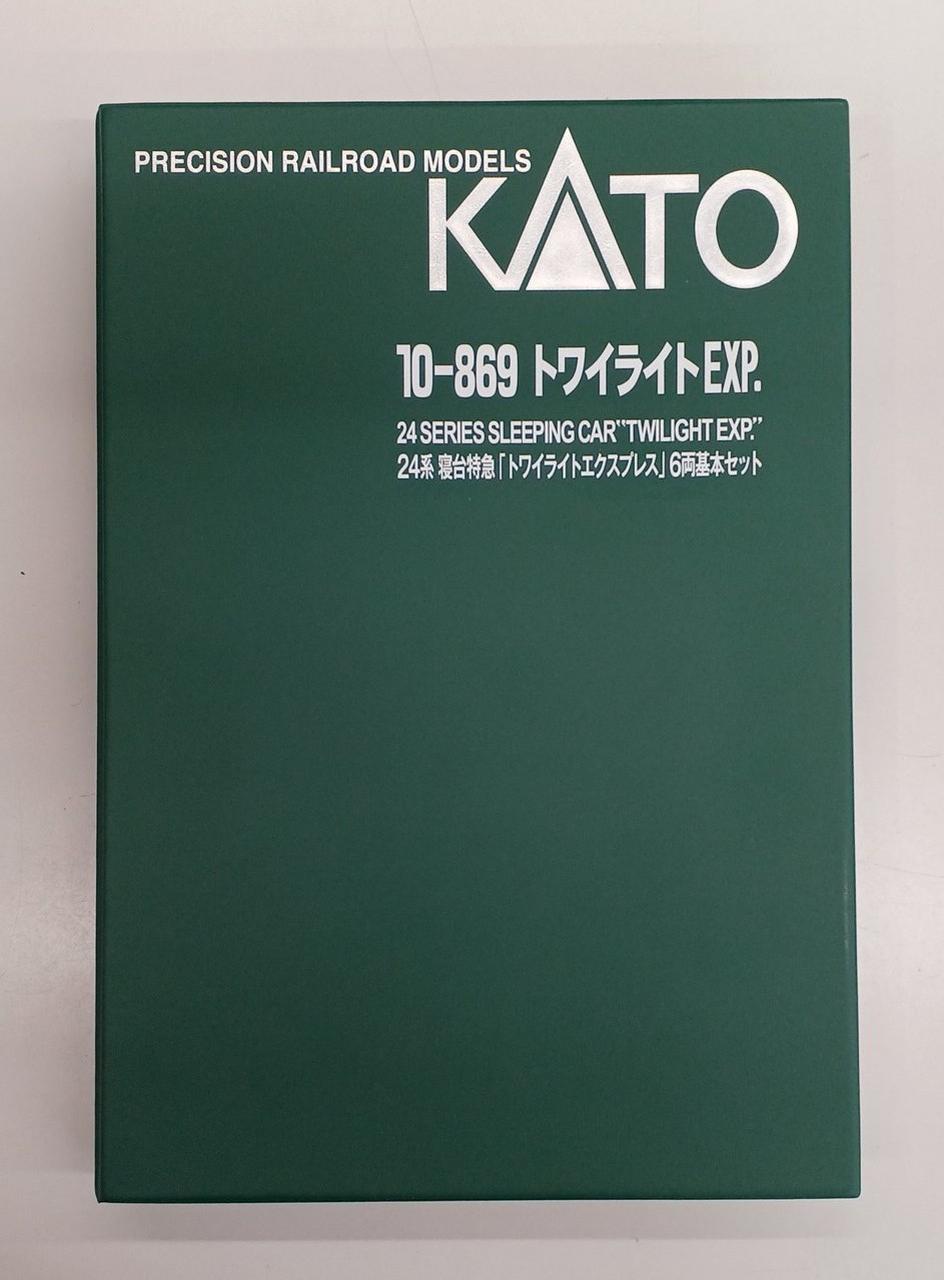 PRECISION RAILROAD MODELS
KATO
10-869 トワイライトEXP.
24 SERIES SLEEPING CAR "TWILIGHT EXP."
24系 寝台特急「トワイライトエクスプレス」6両基本セット